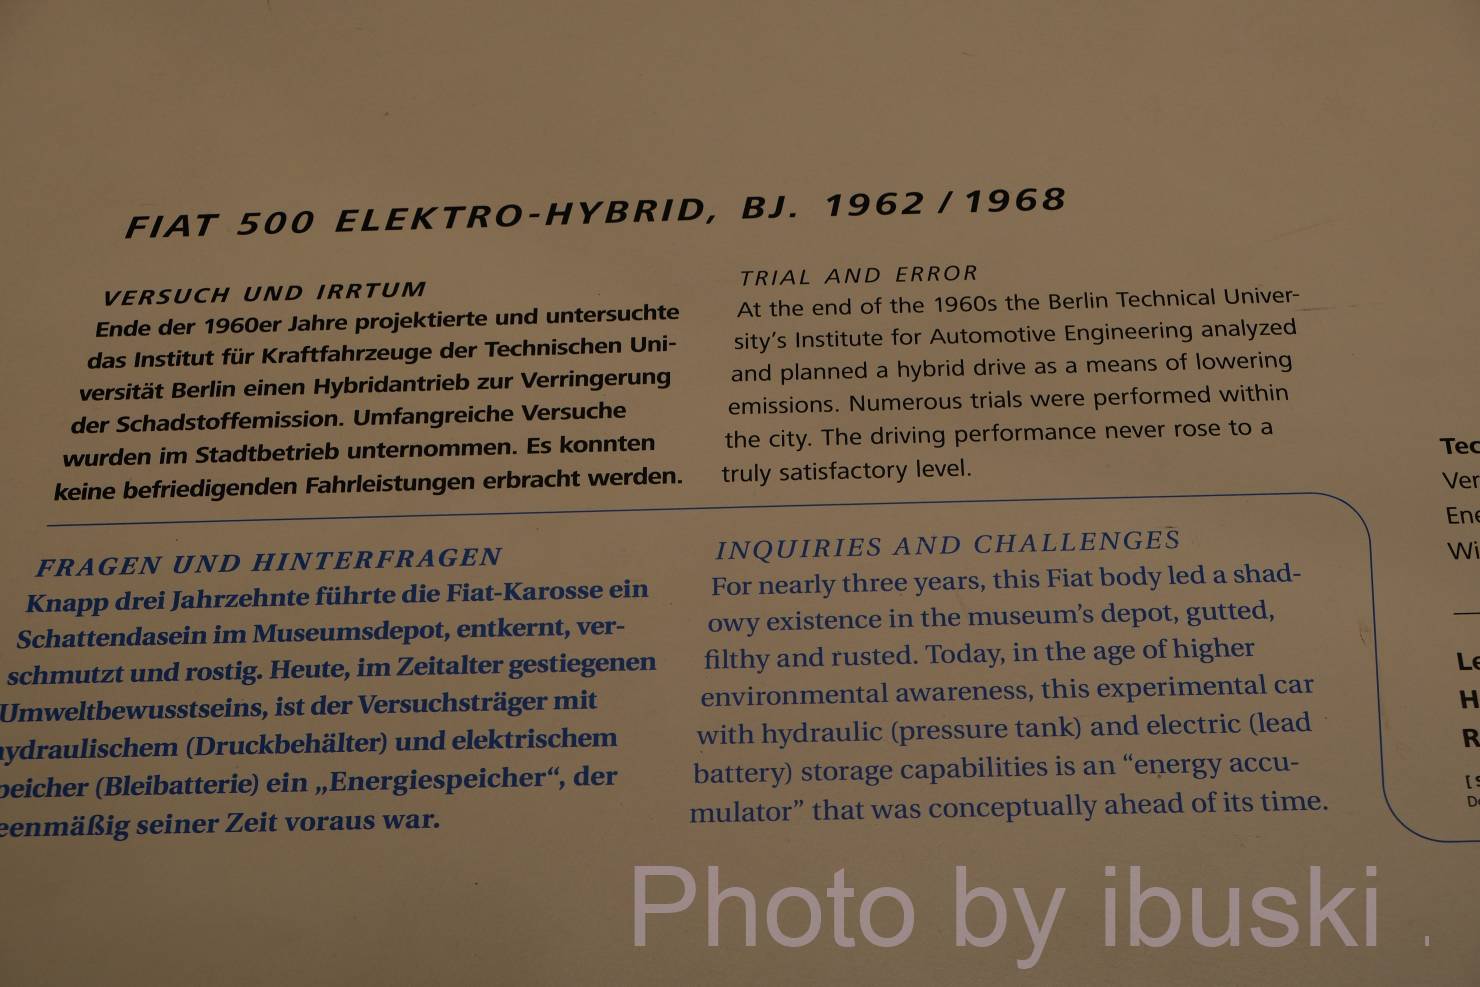 FIAT 500 ELEKTRO-HYBRID, BJ. 1962 / 1968
VERSUCH UND IRRTUM
Ende der 1960er Jahre projektierte und untersuchte
das Institut für Kraftfahrzeuge der Technischen Uni-
versität Berlin einen Hybridantrieb zur Verringerung
der Schadstoffemission. Umfangreiche Versuche
wurden im Stadtbetrieb unternommen. Es konnten
keine befriedigenden Fahrleistungen erbracht werden.
TRIAL AND ERROR
At the end of the 1960s the Berlin Technical Univer-
sity's Institute for Automotive Engineering analyzed
and planned a hybrid drive as a means of lowering
emissions. Numerous trials were performed within
the city. The driving performance never rose to a
truly satisfactory level.
FRAGEN UND HINTERFRAGEN
Knapp drei Jahrzehnte führte die Fiat-Karosse ein
Schattendasein im Museumsdepot, entkernt, ver-
schmutzt und rostig. Heute, im Zeitalter gestiegenen
Umweltbewusstseins, ist der Versuchsträger mit
hydraulischem (Druckbehälter) und elektrischem
peicher (Bleibatterie) ein „Energiespeicher“, der
eenmäßig seiner Zeit voraus war.
INQUIRIES AND CHALLENGES
For nearly three years, this Fiat body led a shad-
owy existence in the museum's depot, gutted,
filthy and rusted. Today, in the age of higher
environmental awareness, this experimental car
with hydraulic (pressure tank) and electric (lead
battery) storage capabilities is an “energy accu-
mulator” that was conceptually ahead of its time.
Tec
Ver
Ene
Wi
Le
H
R
Photo by ibuski .